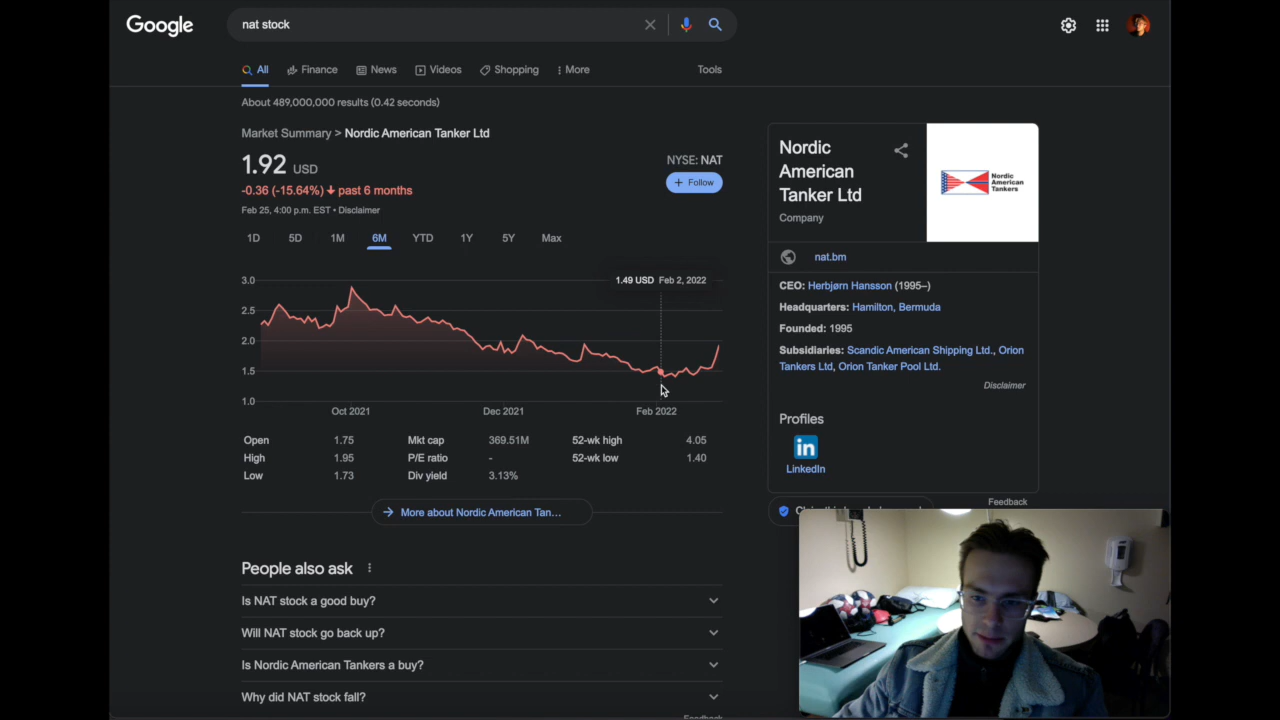 Google
nat stock
All
Finance
News
Videos
Shopping
More
Tools
About 489,000,000 results (0.42 seconds)
Market Summary > Nordic American Tanker Ltd
1.92 USD
NYSE: NAT
-0.36 (-15.64%) past 6 months
+ Follow
Feb 25, 4:00 p.m. EST • Disclaimer
1D 5D 1M 6M YTD 1Y 5Y Max
1.49 USD Feb 2, 2022
3.0
2.5
2.0
1.5
1.0
Oct 2021 Dec 2021 Feb 2022
Open 1.75 Mkt cap 369.51M 52-wk high 4.05
High 1.95 P/E ratio - 52-wk low 1.40
Low 1.73 Div yield 3.13%
More about Nordic American Tan...
People also ask
Is NAT stock a good buy?
Will NAT stock go back up?
Is Nordic American Tankers a buy?
Why did NAT stock fall?
Nordic
American
Tanker Ltd
Company
Nordic
American
Tankers
nat.bm
CEO: Herbjørn Hansson (1995–)
Headquarters: Hamilton, Bermuda
Founded: 1995
Subsidiaries: Scandic American Shipping Ltd., Orion
Tankers Ltd, Orion Tanker Pool Ltd.
Disclaimer
Profiles
in
LinkedIn
Feedback